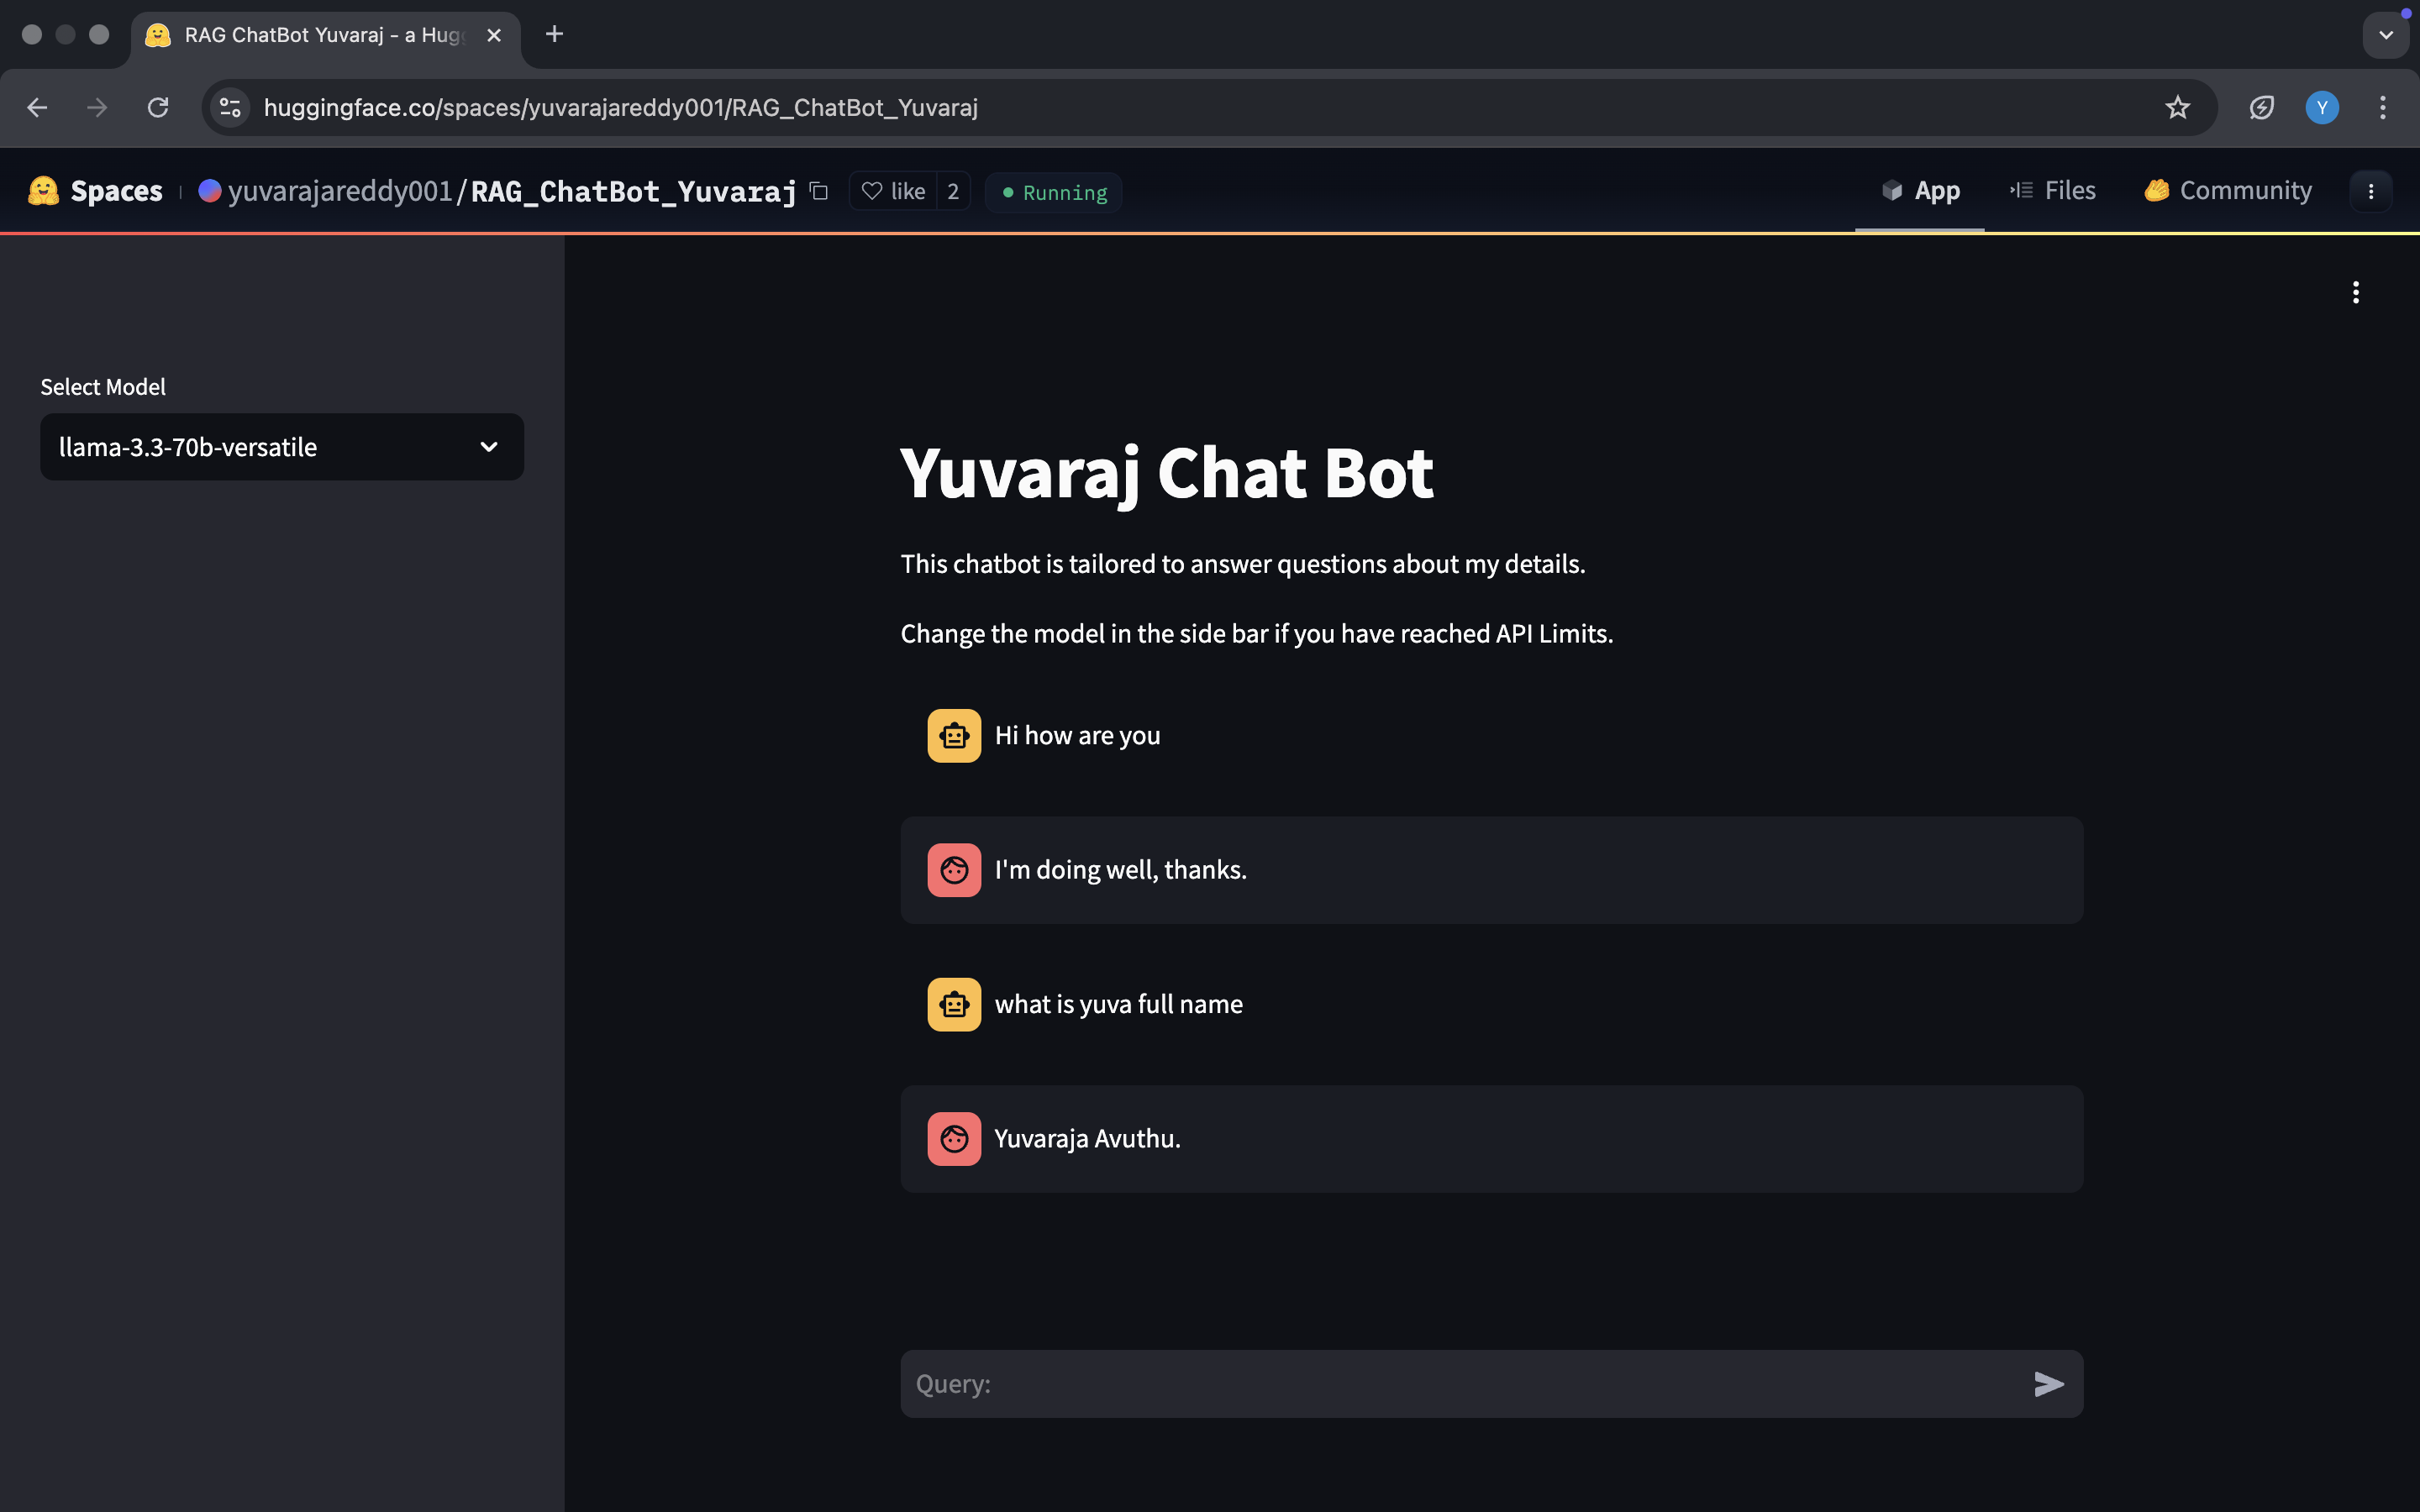 RAG ChatBot Yuvaraj - a Hugg
huggingface.co/spaces/yuvarajareddy001/RAG_ChatBot_Yuvaraj
Y
Spaces
yuvarajareddy001/RAG_ChatBot_Yuvaraj
like 2
Running
App
Files
Community
Select Model
llama-3.3-70b-versatile
Yuvaraj Chat Bot
This chatbot is tailored to answer questions about my details.
Change the model in the side bar if you have reached API Limits.
Hi how are you
I'm doing well, thanks.
what is yuva full name
Yuvaraja Avuthu.
Query: